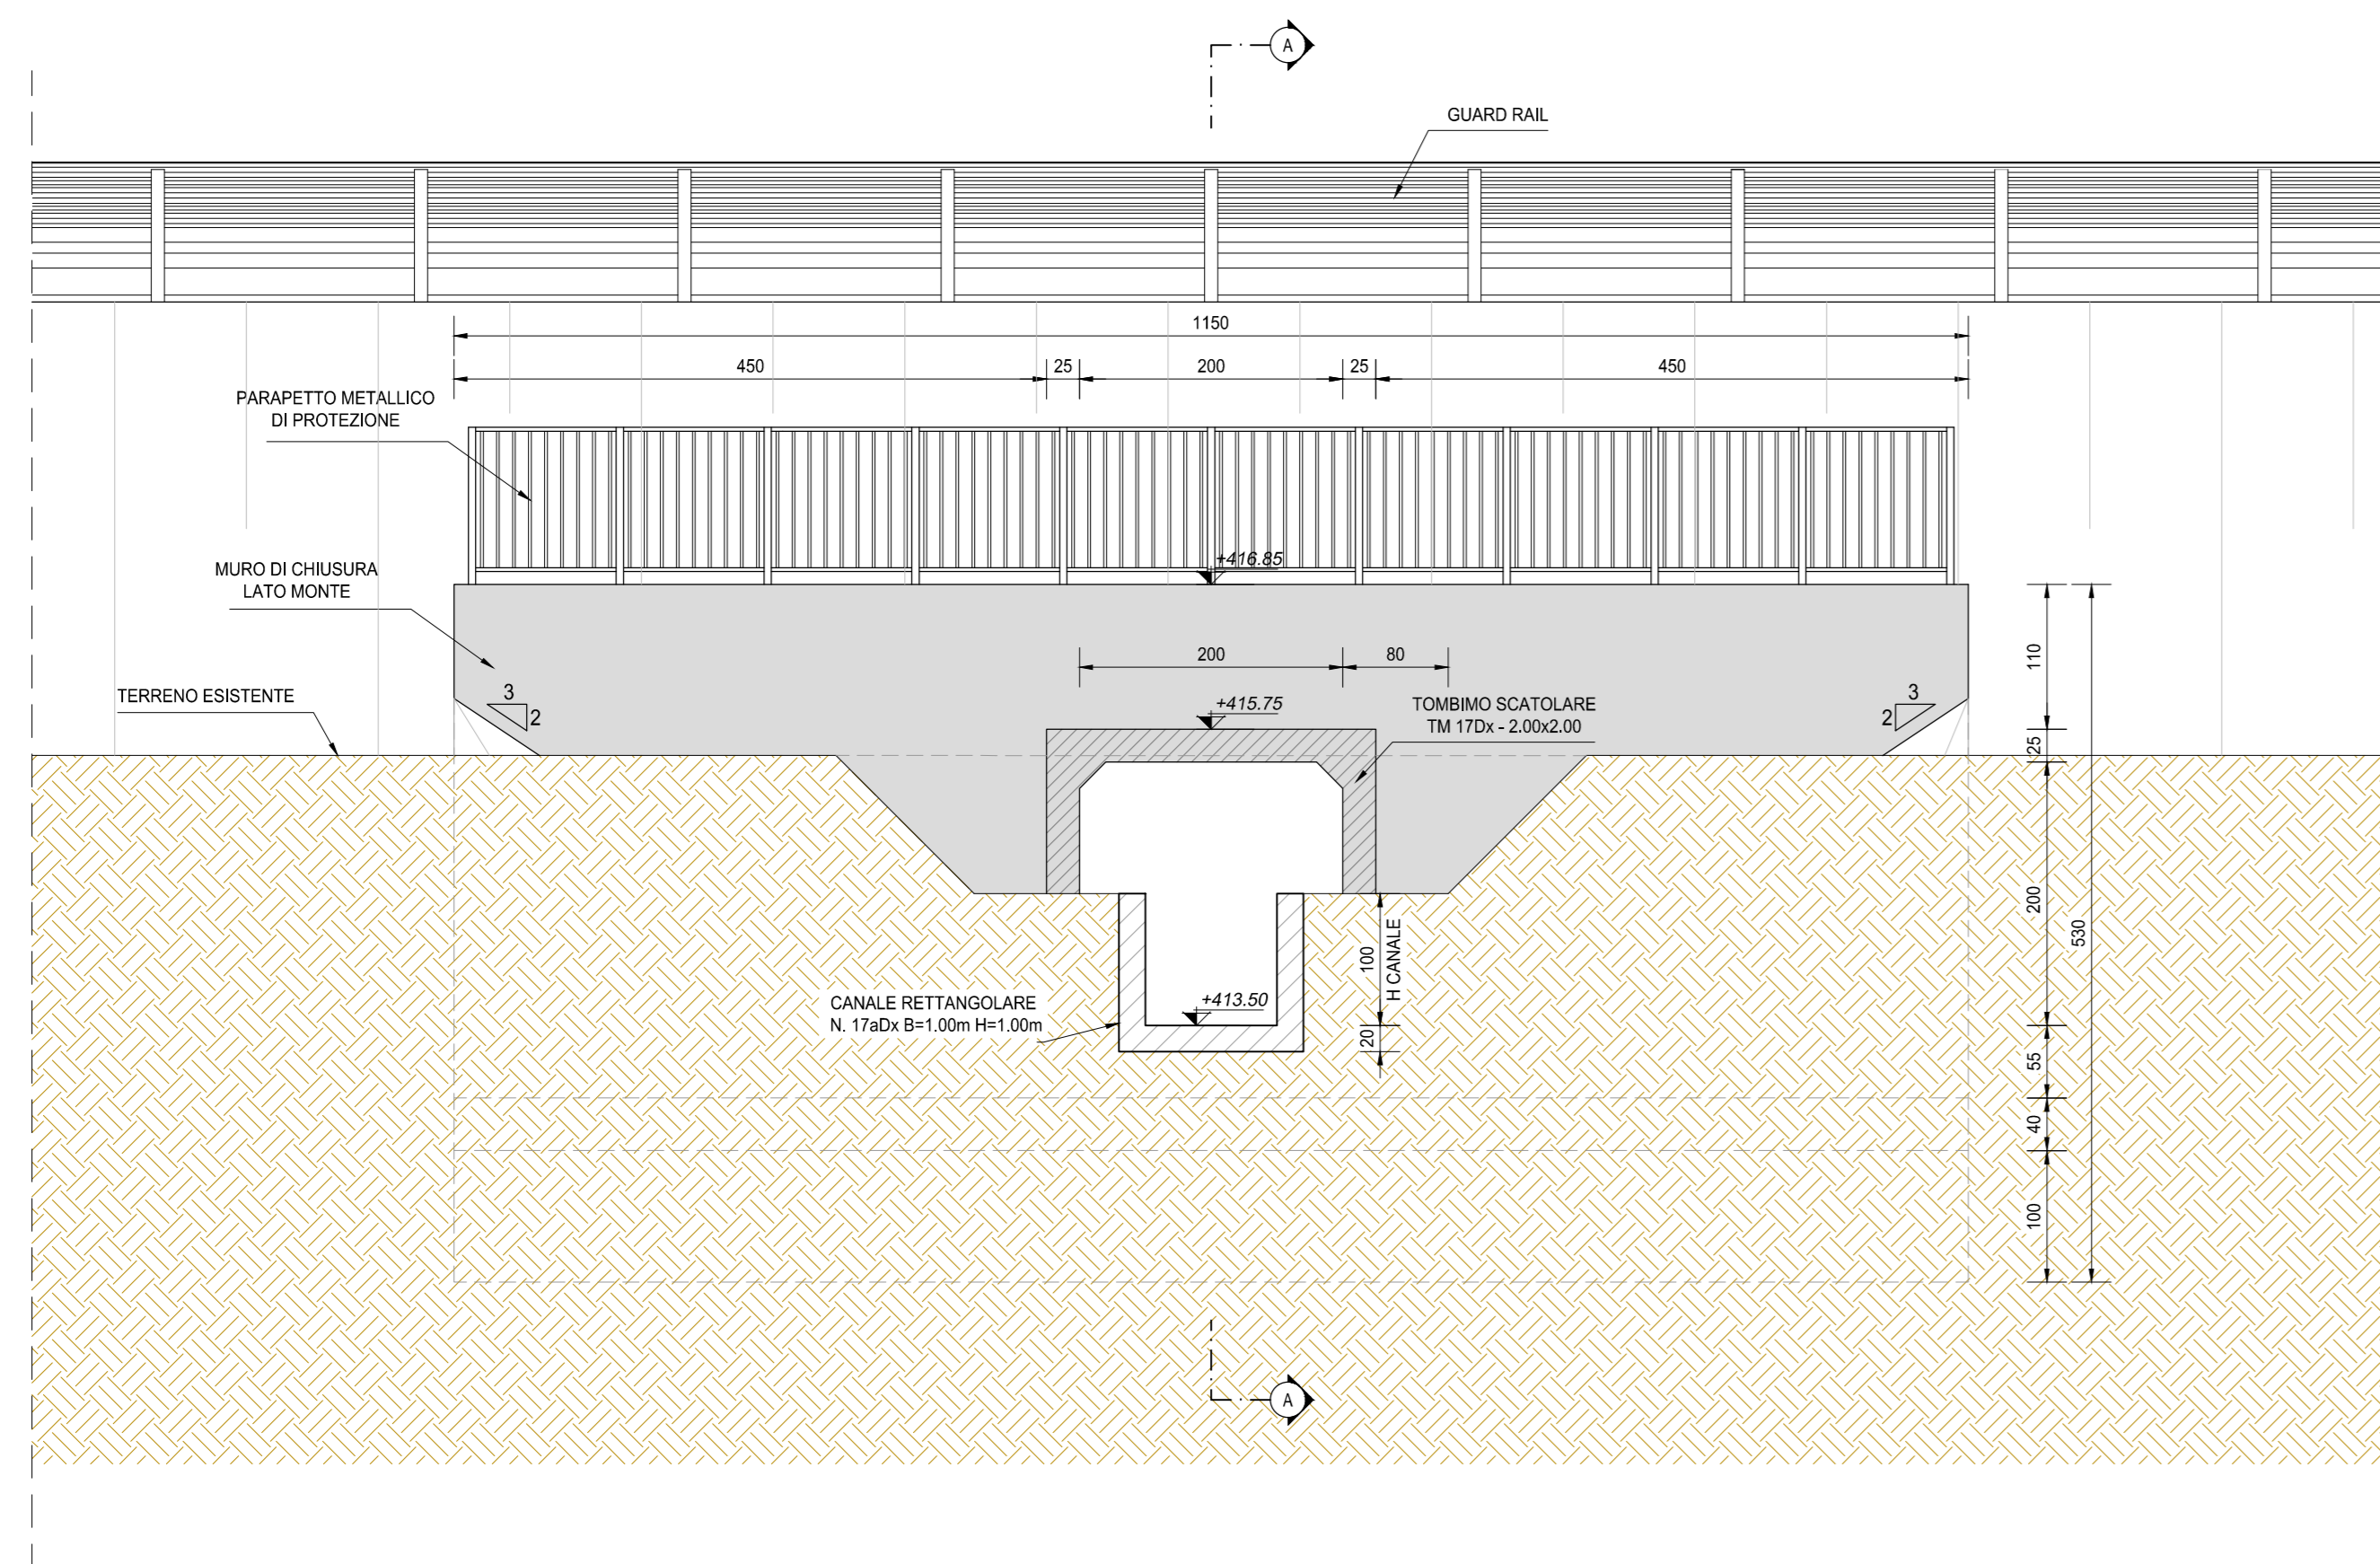 A
GUARD RAIL
1150
450
25
200
25
450
PARAPETTO METALLICO
DI PROTEZIONE
+416.85
MURO DI CHIUSURA
LATO MONTE
200
80
110
TERRENO ESISTENTE
3
2
+415.75
TOMBIMO SCATOLARE
TM 17Dx - 2.00x2.00
3
2
25
200
530
100
H CANALE
CANALE RETTANGOLARE
N. 17aDx B=1.00m H=1.00m
+413.50
20
55
40
100
A